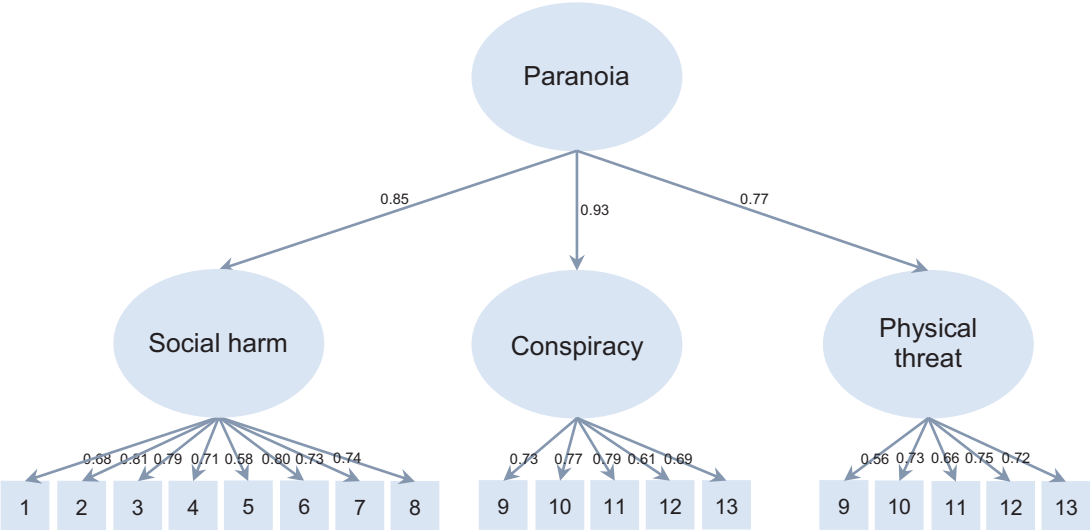 Paranoia
0.85
0.93
0.77
Social harm
Conspiracy
Physical
threat
0.68 0.81 0.79 0.71 0.58 0.80 0.73 0.74
0.73 0.77 0.79 0.61 0.69
0.56 0.73 0.66 0.75 0.72
1 2 3 4 5 6 7 8
9 10 11 12 13
9 10 11 12 13